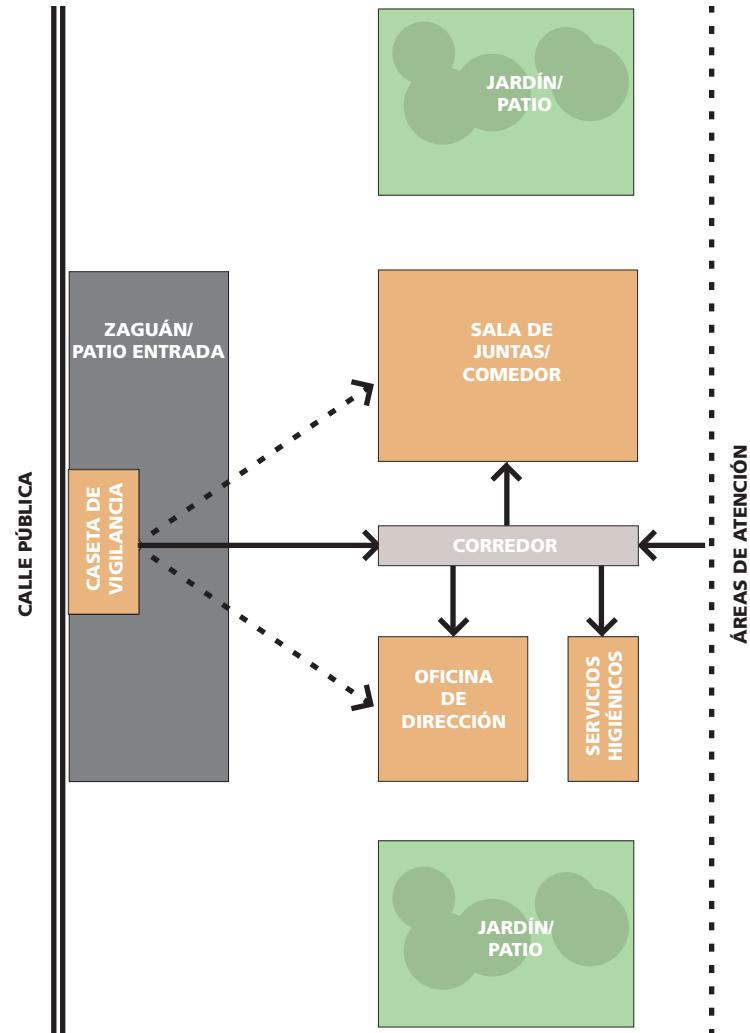 JARDÍN/
PATIO
ZAGUÁN/
PATIO ENTRADA
SALA DE
JUNTAS/
COMEDOR
CALLE PÚBLICA
CASETA DE
VIGILANCIA
CORREDOR
ÁREAS DE ATENCIÓN
OFICINA
DE
DIRECCIÓN
SERVICIOS
HIGIÉNICOS
JARDÍN/
PATIO